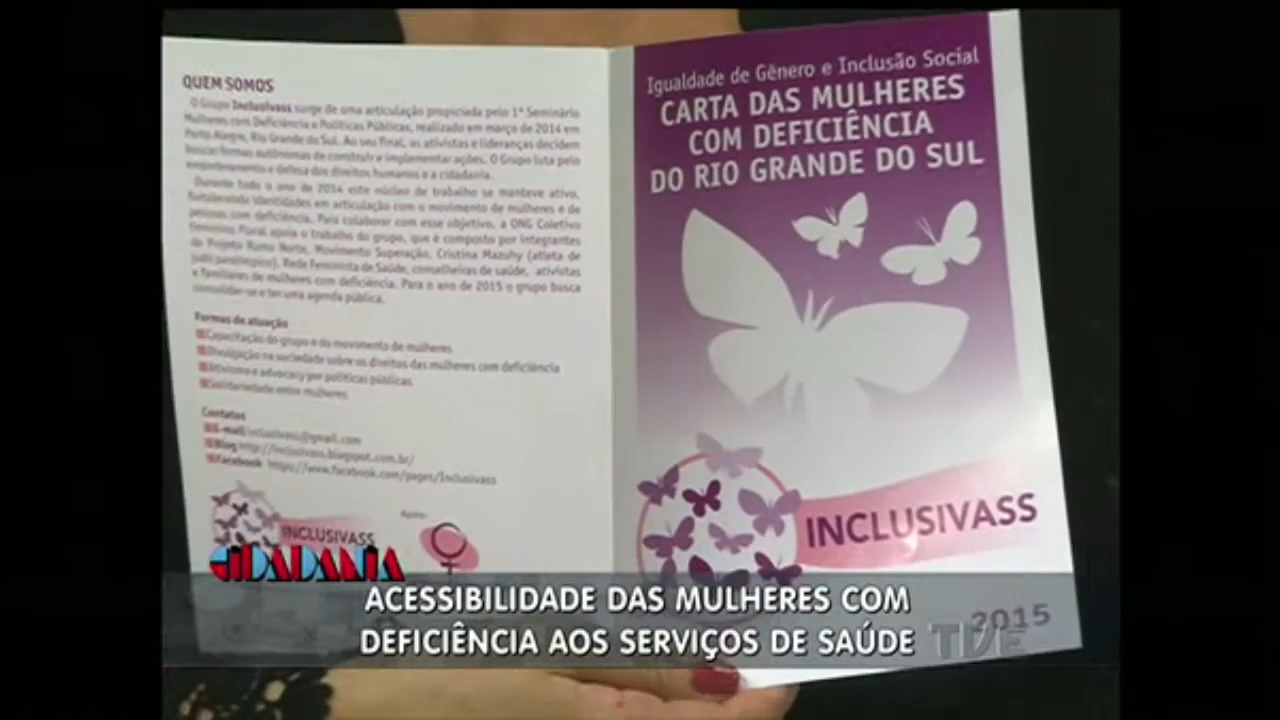 QUEM SOMOS
O Grupo Inclusivass surge de uma articulação propiciada pelo 1º Seminário
Mulheres com Deficiência e Políticas Públicas, realizado em março de 2014 em
Porto Alegre, Rio Grande do Sul. Ao seu final, as ativistas e lideranças decidem
buscar formas autônomas de construir e implementar ações. O Grupo luta pelo
empoderamento e defesa dos direitos humanos e a cidadania.
Durante todo o ano de 2014 este núcleo de trabalho se manteve ativo,
fortalecendo identidades em articulação com o movimento de mulheres e de
pessoas com deficiência. Para colaborar com esse objetivo, a ONG Coletivo
Feminino Plural apoia o trabalho do grupo, que é composto por integrantes
do Projeto Rumo Norte, Movimento Superação, Cristina Mazuhy (atleta de
judô paralímpico), Rede Feminista de Saúde, conselheiras de saúde, ativistas
e familiares de mulheres com deficiência. Para o ano de 2015 o grupo busca
consolidar-se e ter uma agenda pública.
Formas de atuação
Capacitação do grupo e do movimento de mulheres
Divulgação na sociedade sobre os direitos das mulheres com deficiência
Ativismo e advocacy por políticas públicas
Solidariedade entre mulheres
Contatos
E-mail inclusivass@gmail.com
Blog http://inclusivass.blogspot.com.br/
Facebook https://www.facebook.com/pages/Inclusivass
INCLUSIVASS
Apoio:
Igualdade de Gênero e Inclusão Social
CARTA DAS MULHERES
COM DEFICIÊNCIA
DO RIO GRANDE DO SUL
INCLUSIVASS
2015
CIDADANIA
ACESSIBILIDADE DAS MULHERES COM
DEFICIÊNCIA AOS SERVIÇOS DE SAÚDE
TVE